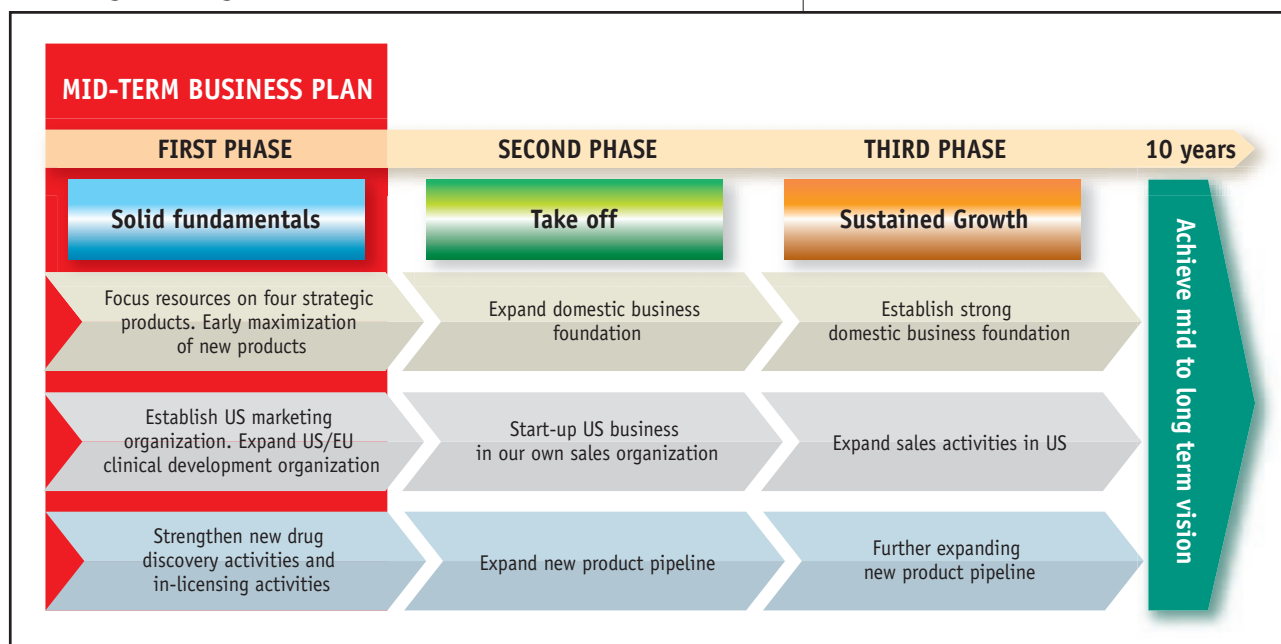 MID-TERM BUSINESS PLAN
FIRST PHASE
SECOND PHASE
THIRD PHASE
10 years
Solid fundamentals
Take off
Sustained Growth
Focus resources on four strategic
products. Early maximization
of new products
Expand domestic business
foundation
Establish strong
domestic business foundation
Establish US marketing
organization. Expand US/EU
clinical development organization
Start-up US business
in our own sales organization
Expand sales activities in US
Strengthen new drug
discovery activities and
in-licensing activities
Expand new product pipeline
Further expanding
new product pipeline
Achieve mid to long term vision